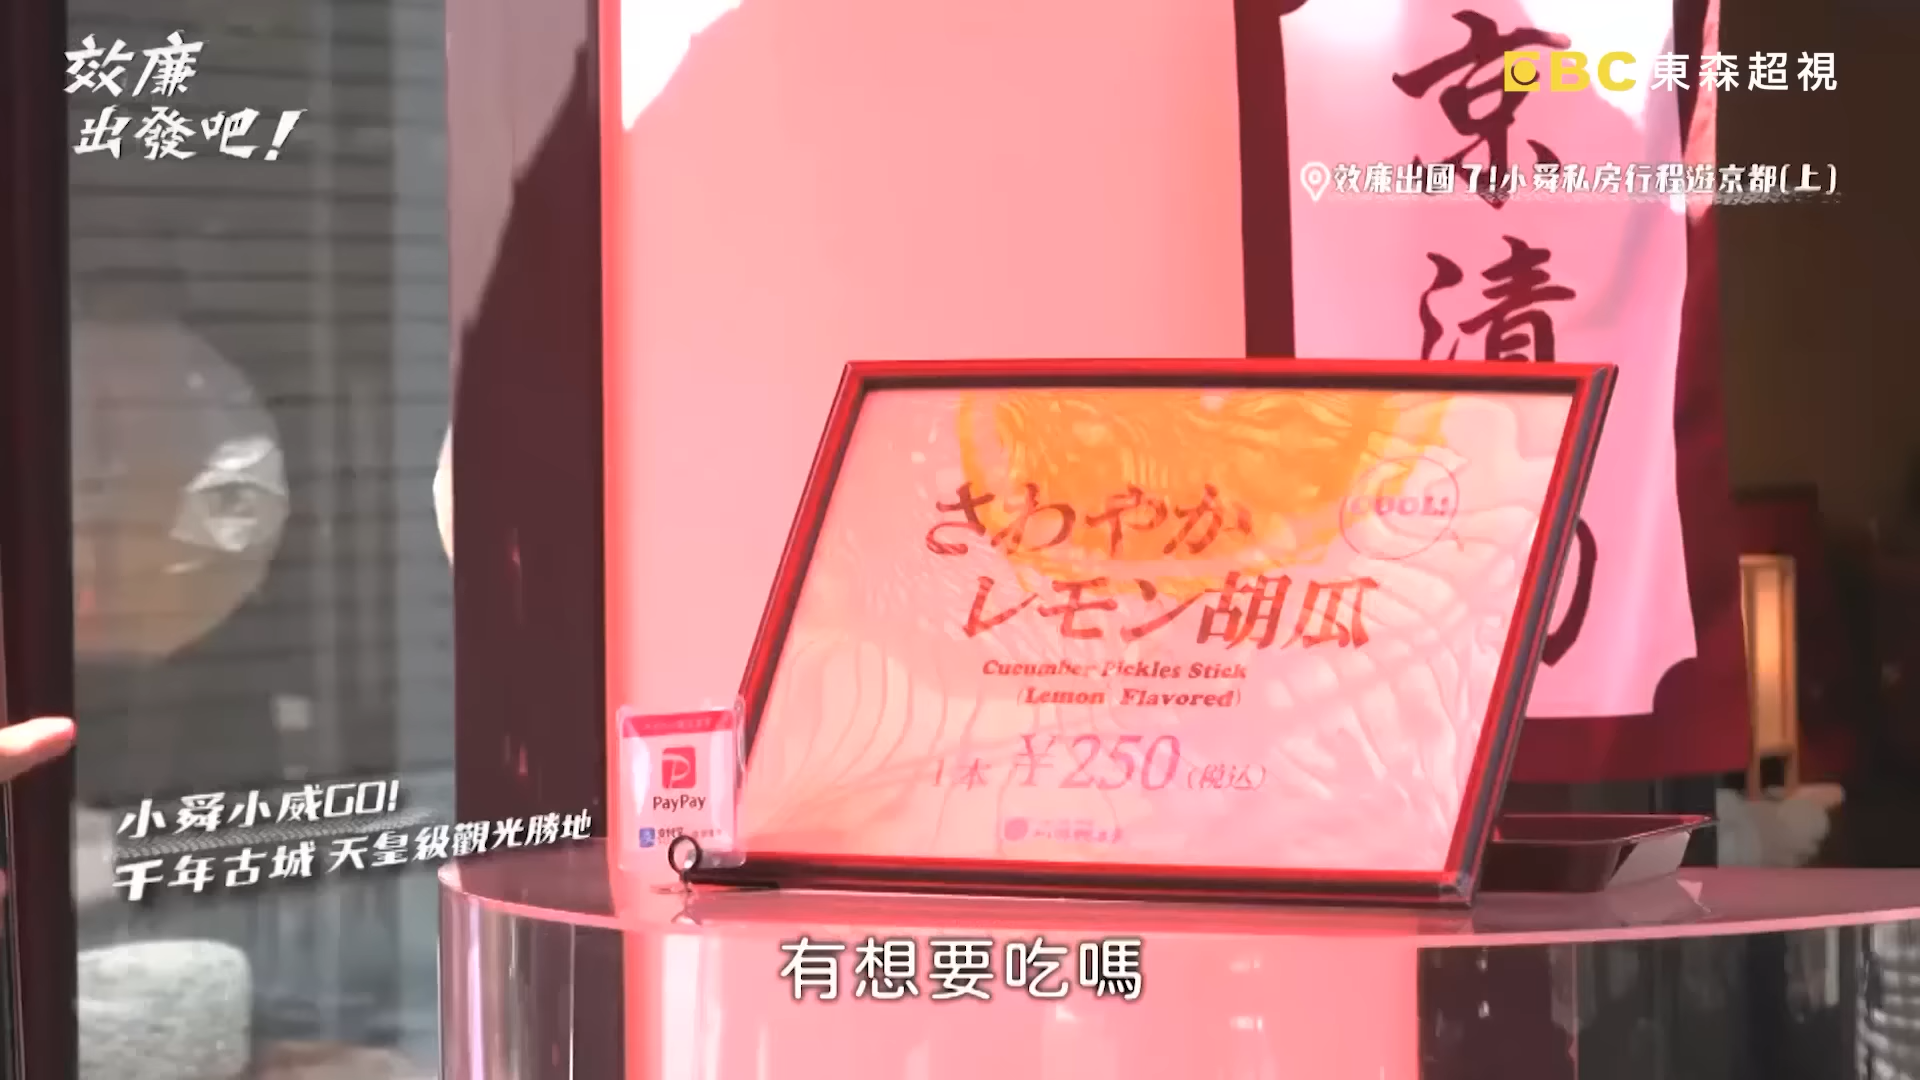 效廉
出發吧!
EBC 東森超視
效廉出國了!小舜私房行程遊京都(上)
京漬
さわやか
COOL!
レモン胡瓜
Cucumber Pickles Stick
(Lemon Flavored)
1本 ¥250(税込)
PayPay
小舜小威GO!
千年古城 天皇級觀光勝地
有想要吃嗎